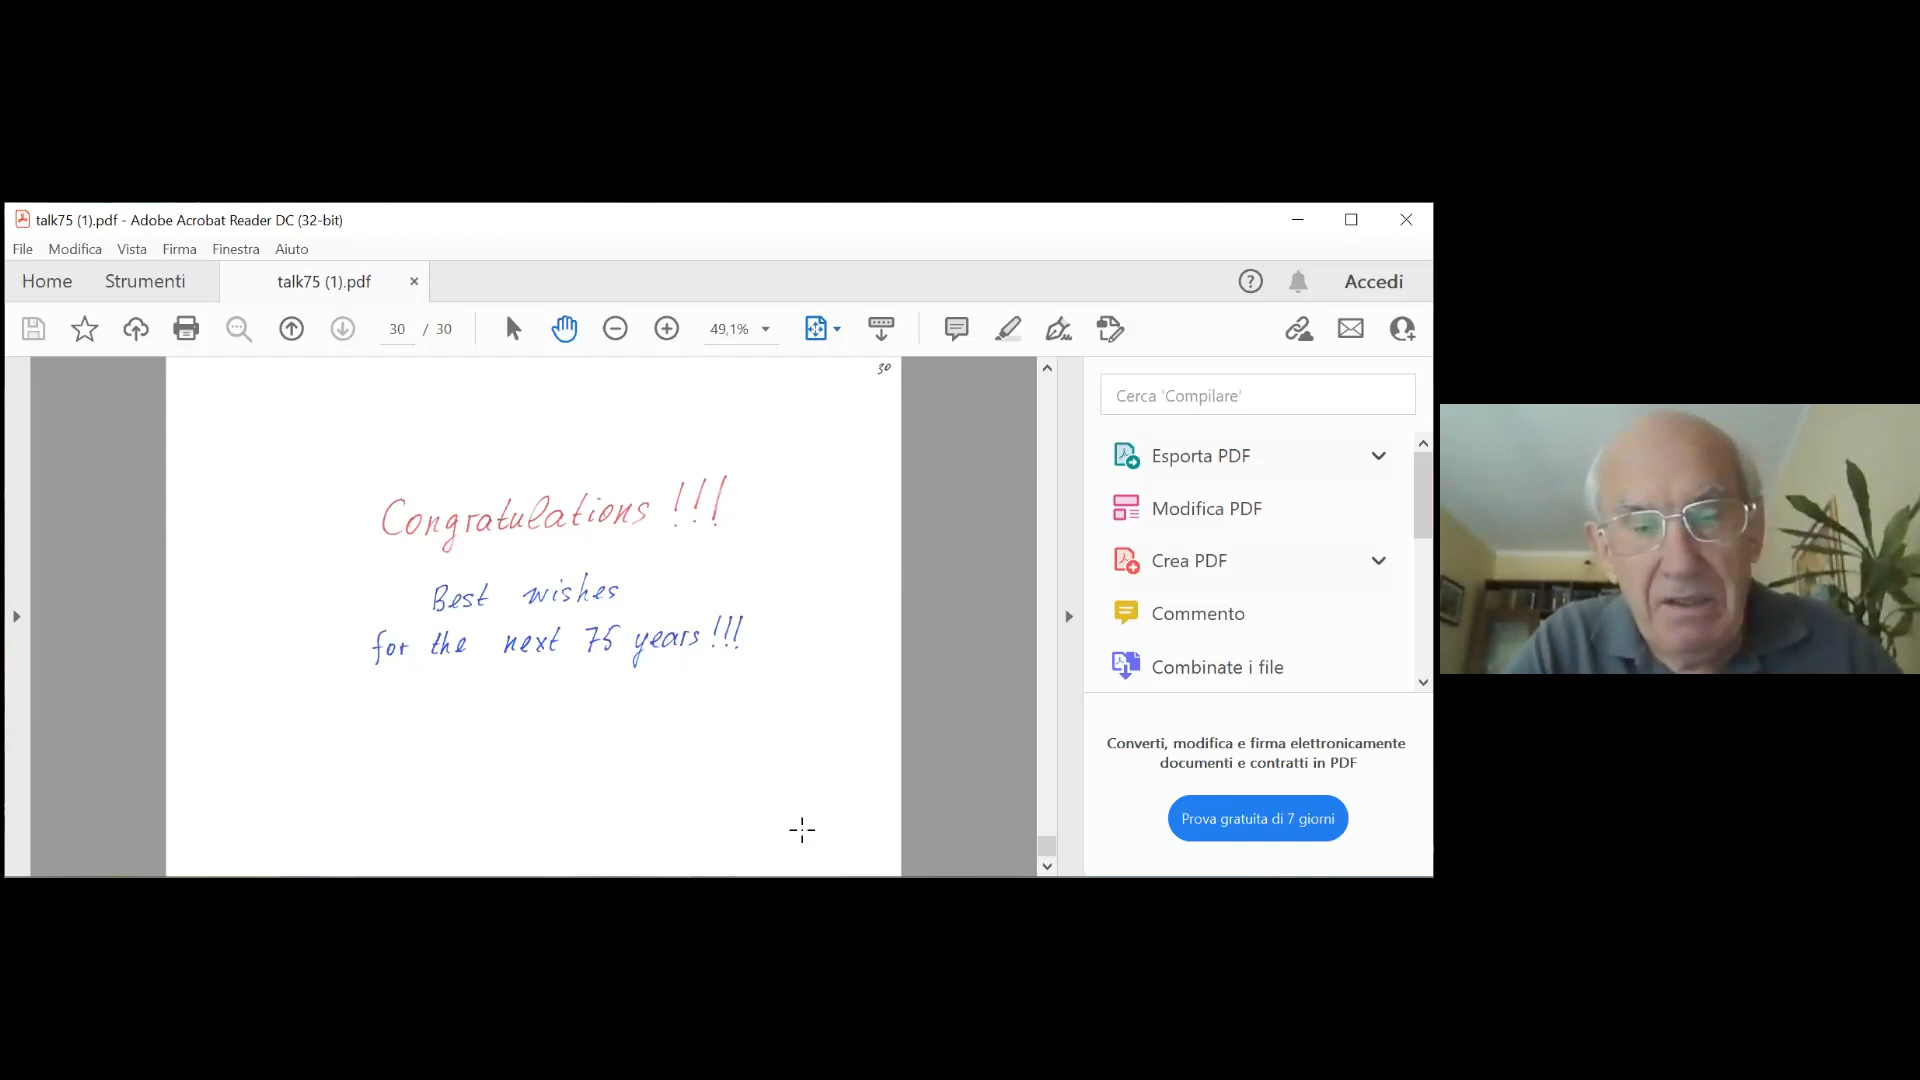 talk75 (1).pdf - Adobe Acrobat Reader DC (32-bit)
File Modifica Vista Firma Finestra Aiuto
Home Strumenti talk75 (1).pdf × Accedi
30 / 30 49,1%
30
Congratulations !!!
Best wishes
for the next 75 years!!!
Cerca 'Compilare'
Esporta PDF
Modifica PDF
Crea PDF
Commento
Combinate i file
Converti, modifica e firma elettronicamente
documenti e contratti in PDF
Prova gratuita di 7 giorni